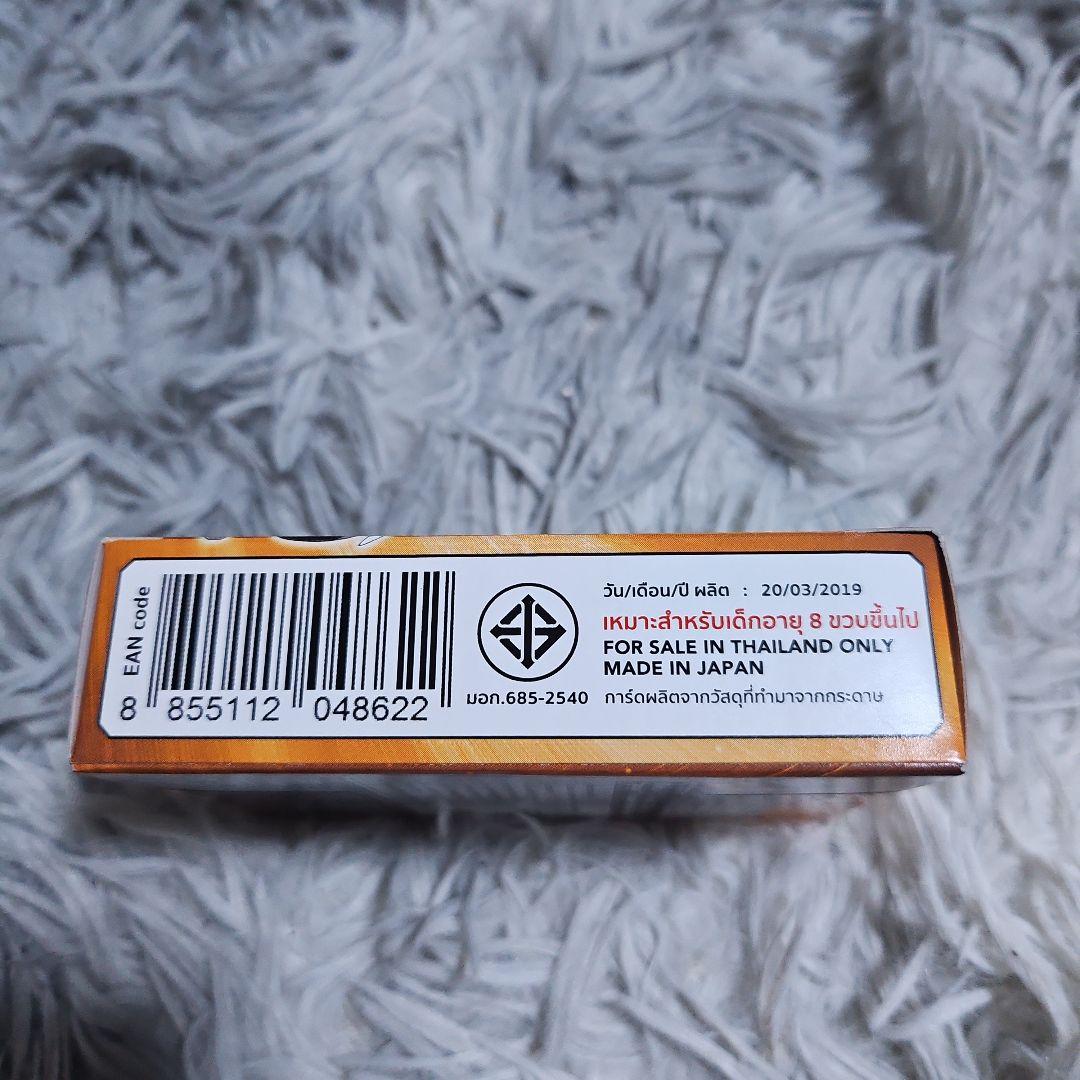 EAN code
8 855112 048622
มอก.685-2540
วัน/เดือน/ปี ผลิต : 20/03/2019
เหมาะสำหรับเด็กอายุ 8 ขวบขึ้นไป
FOR SALE IN THAILAND ONLY
MADE IN JAPAN
การ์ดผลิตจากวัสดุที่ทำมาจากกระดาษ